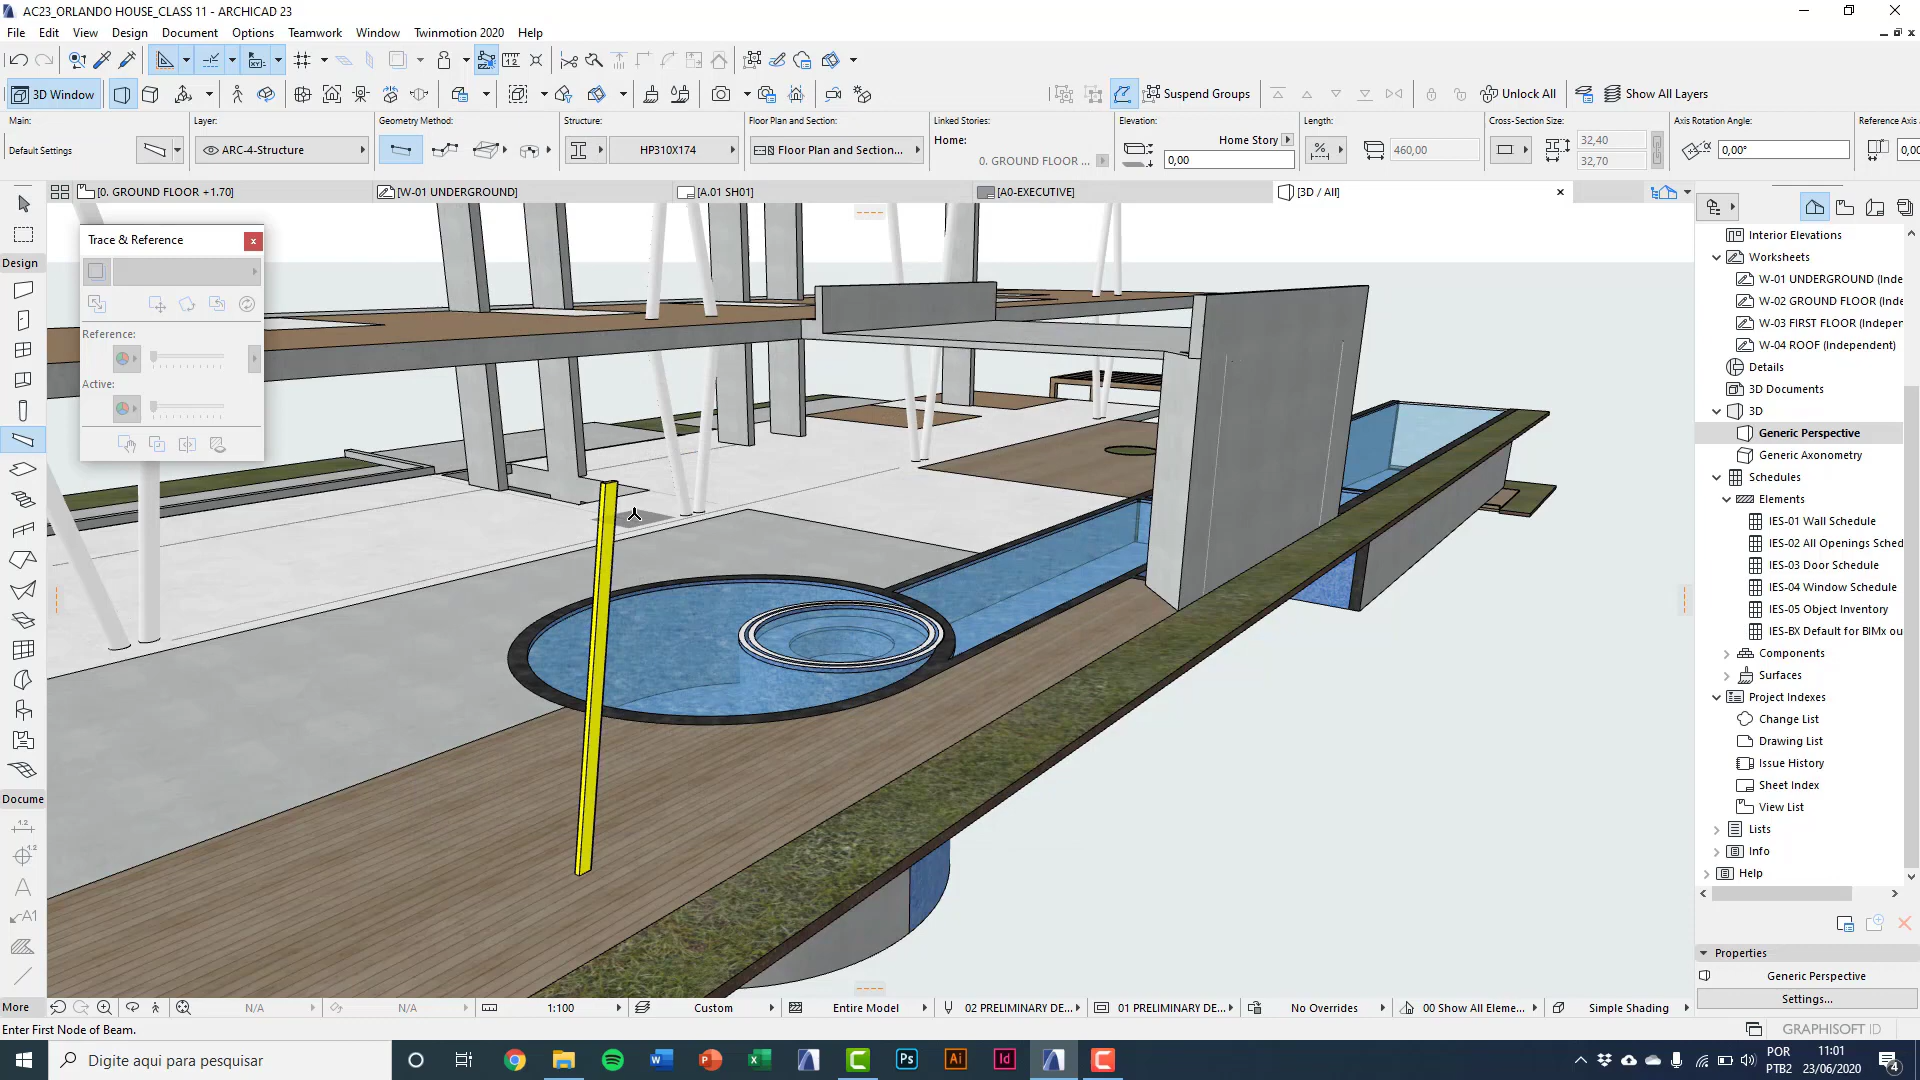 AC23_ORLANDO HOUSE_CLASS 11 - ARCHICAD 23
File Edit View Design Document Options Teamwork Window Twinmotion 2020 Help
3D Window
Suspend Groups
Unlock All
Show All Layers
Main:
Layer:
Geometry Method:
Structure:
Floor Plan and Section:
Linked Stories:
Elevation:
Length:
Cross-Section Size:
Axis Rotation Angle:
Reference Axis
Default Settings
ARC-4-Structure
HP310X174
Floor Plan and Section...
Home:
0. GROUND FLOOR ...
Home Story
0,00
460,00
32,40
32,70
0,00°
0,00
[0. GROUND FLOOR +1.70]
[W-01 UNDERGROUND]
[A.01 SH01]
[A0-EXECUTIVE]
[3D / All]
Trace & Reference
Reference:
Active:
Design
Docume
More
Interior Elevations
Worksheets
W-01 UNDERGROUND (Inde
W-02 GROUND FLOOR (Inde
W-03 FIRST FLOOR (Indeper
W-04 ROOF (Independent)
Details
3D Documents
3D
Generic Perspective
Generic Axonometry
Schedules
Elements
IES-01 Wall Schedule
IES-02 All Openings Sched
IES-03 Door Schedule
IES-04 Window Schedule
IES-05 Object Inventory
IES-BX Default for BIMx ou
Components
Surfaces
Project Indexes
Change List
Drawing List
Issue History
Sheet Index
View List
Lists
Info
Help
Properties
Generic Perspective
Settings...
N/A
N/A
1:100
Custom
Entire Model
02 PRELIMINARY DE...
01 PRELIMINARY DE...
No Overrides
00 Show All Eleme...
Simple Shading
Enter First Node of Beam.
GRAPHISOFT ID
Digite aqui para pesquisar
POR
PTB2
11:01
23/06/2020
4